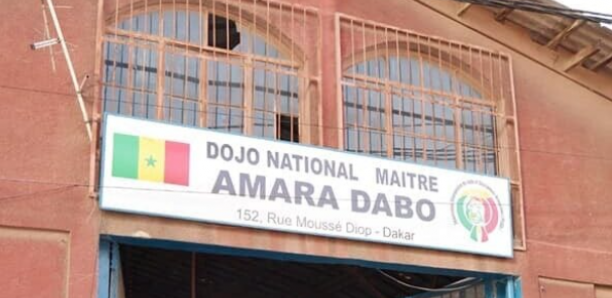 DOJO NATIONAL MAITRE
AMARA DABO
152, Rue Moussé Diop - Dakar